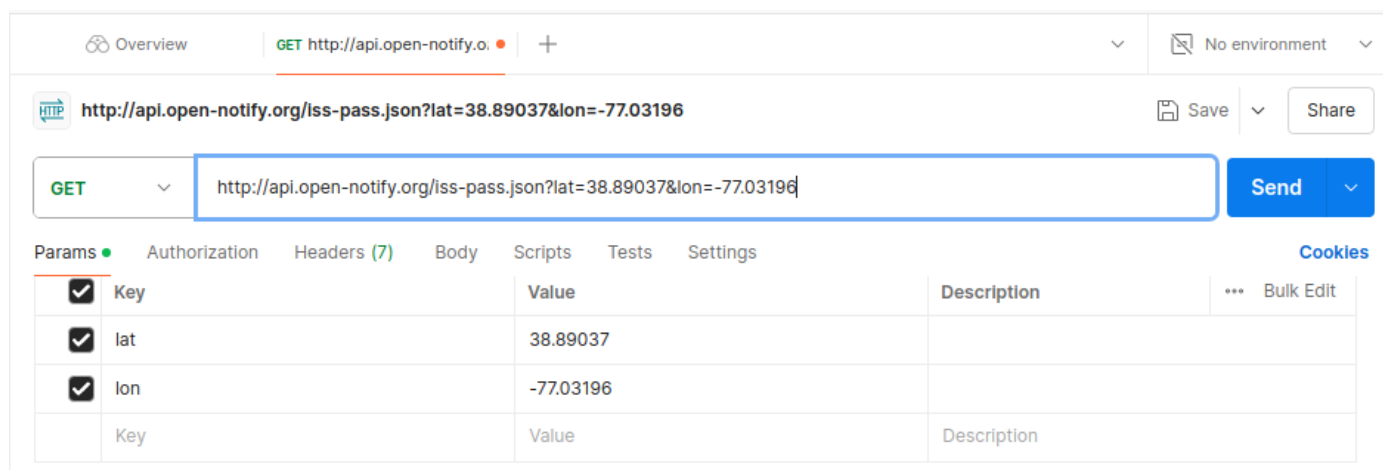 Overview GET http://api.open-notify.o. No environment
HTTP http://api.open-notify.org/iss-pass.json?lat=38.89037&lon=-77.03196 Save Share
GET http://api.open-notify.org/iss-pass.json?lat=38.89037&lon=-77.03196 Send
Params Authorization Headers (7) Body Scripts Tests Settings Cookies
Key Value Description Bulk Edit
lat 38.89037
lon -77.03196
Key Value Description